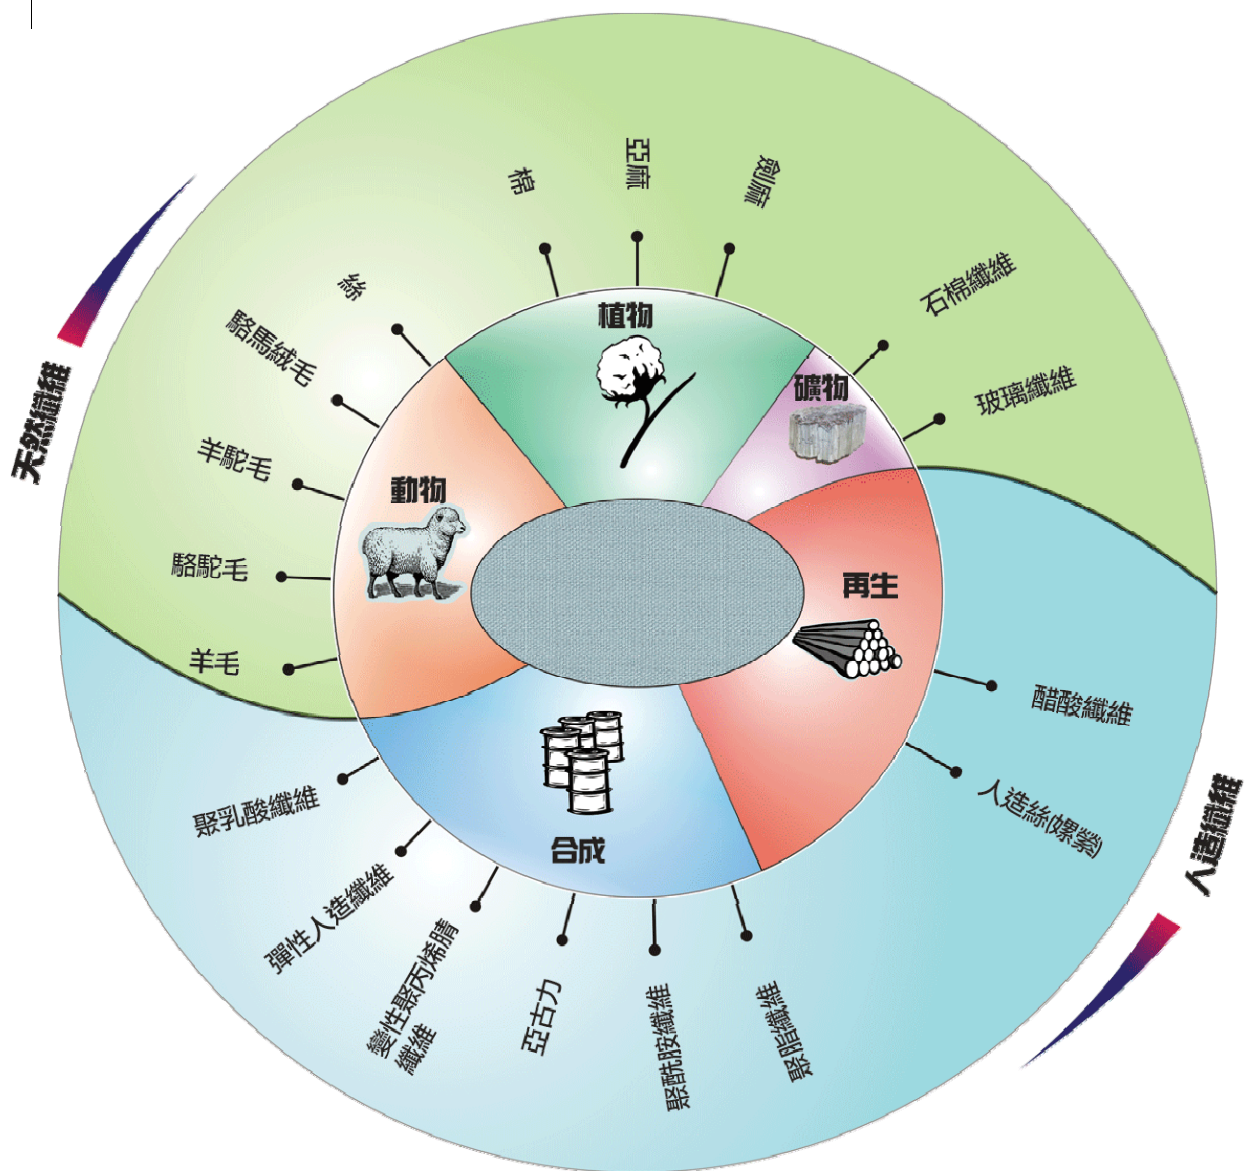 天然纖維
植物
棉
亞麻
劍麻
礦物
石棉纖維
玻璃纖維
動物
絲
駱馬絨毛
羊駝毛
駱駝毛
羊毛
人造纖維
再生
醋酸纖維
人造絲(嫘縈)
合成
聚乳酸纖維
彈性人造纖維
變性聚丙烯腈
纖維
亞古力
聚酰胺纖維
聚脂纖維